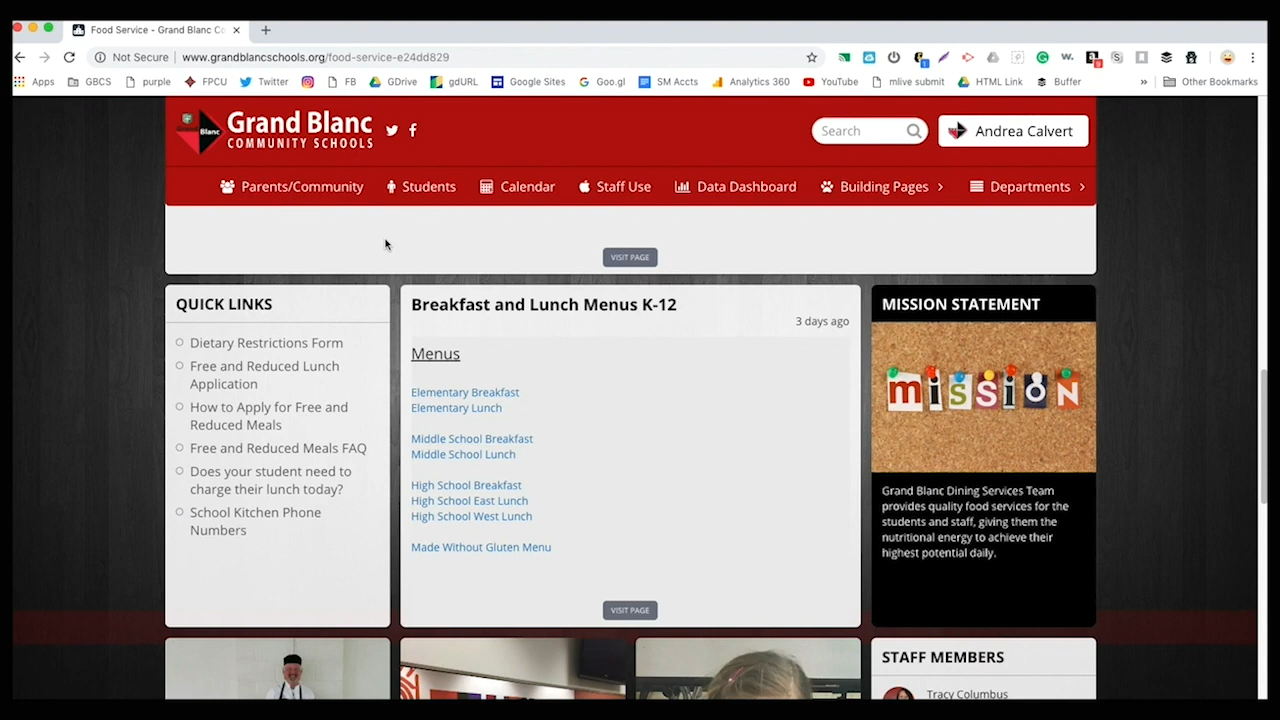 Food Service - Grand Blanc Co
Not Secure | www.grandblancschools.org/food-service-e24dd829
Apps GBCS purple FPCU Twitter FB GDrive gdURL Google Sites Goo.gl SM Accts Analytics 360 YouTube mlive submit HTML Link Buffer » Other Bookmarks
Blanc
Grand Blanc
COMMUNITY SCHOOLS
Search
Andrea Calvert
Parents/Community Students Calendar Staff Use Data Dashboard Building Pages Departments
VISIT PAGE
QUICK LINKS
Dietary Restrictions Form
Free and Reduced Lunch
Application
How to Apply for Free and
Reduced Meals
Free and Reduced Meals FAQ
Does your student need to
charge their lunch today?
School Kitchen Phone
Numbers
Breakfast and Lunch Menus K-12
3 days ago
Menus
Elementary Breakfast
Elementary Lunch
Middle School Breakfast
Middle School Lunch
High School Breakfast
High School East Lunch
High School West Lunch
Made Without Gluten Menu
VISIT PAGE
MISSION STATEMENT
mission
Grand Blanc Dining Services Team
provides quality food services for the
students and staff, giving them the
nutritional energy to achieve their
highest potential daily.
STAFF MEMBERS
Tracy Columbus